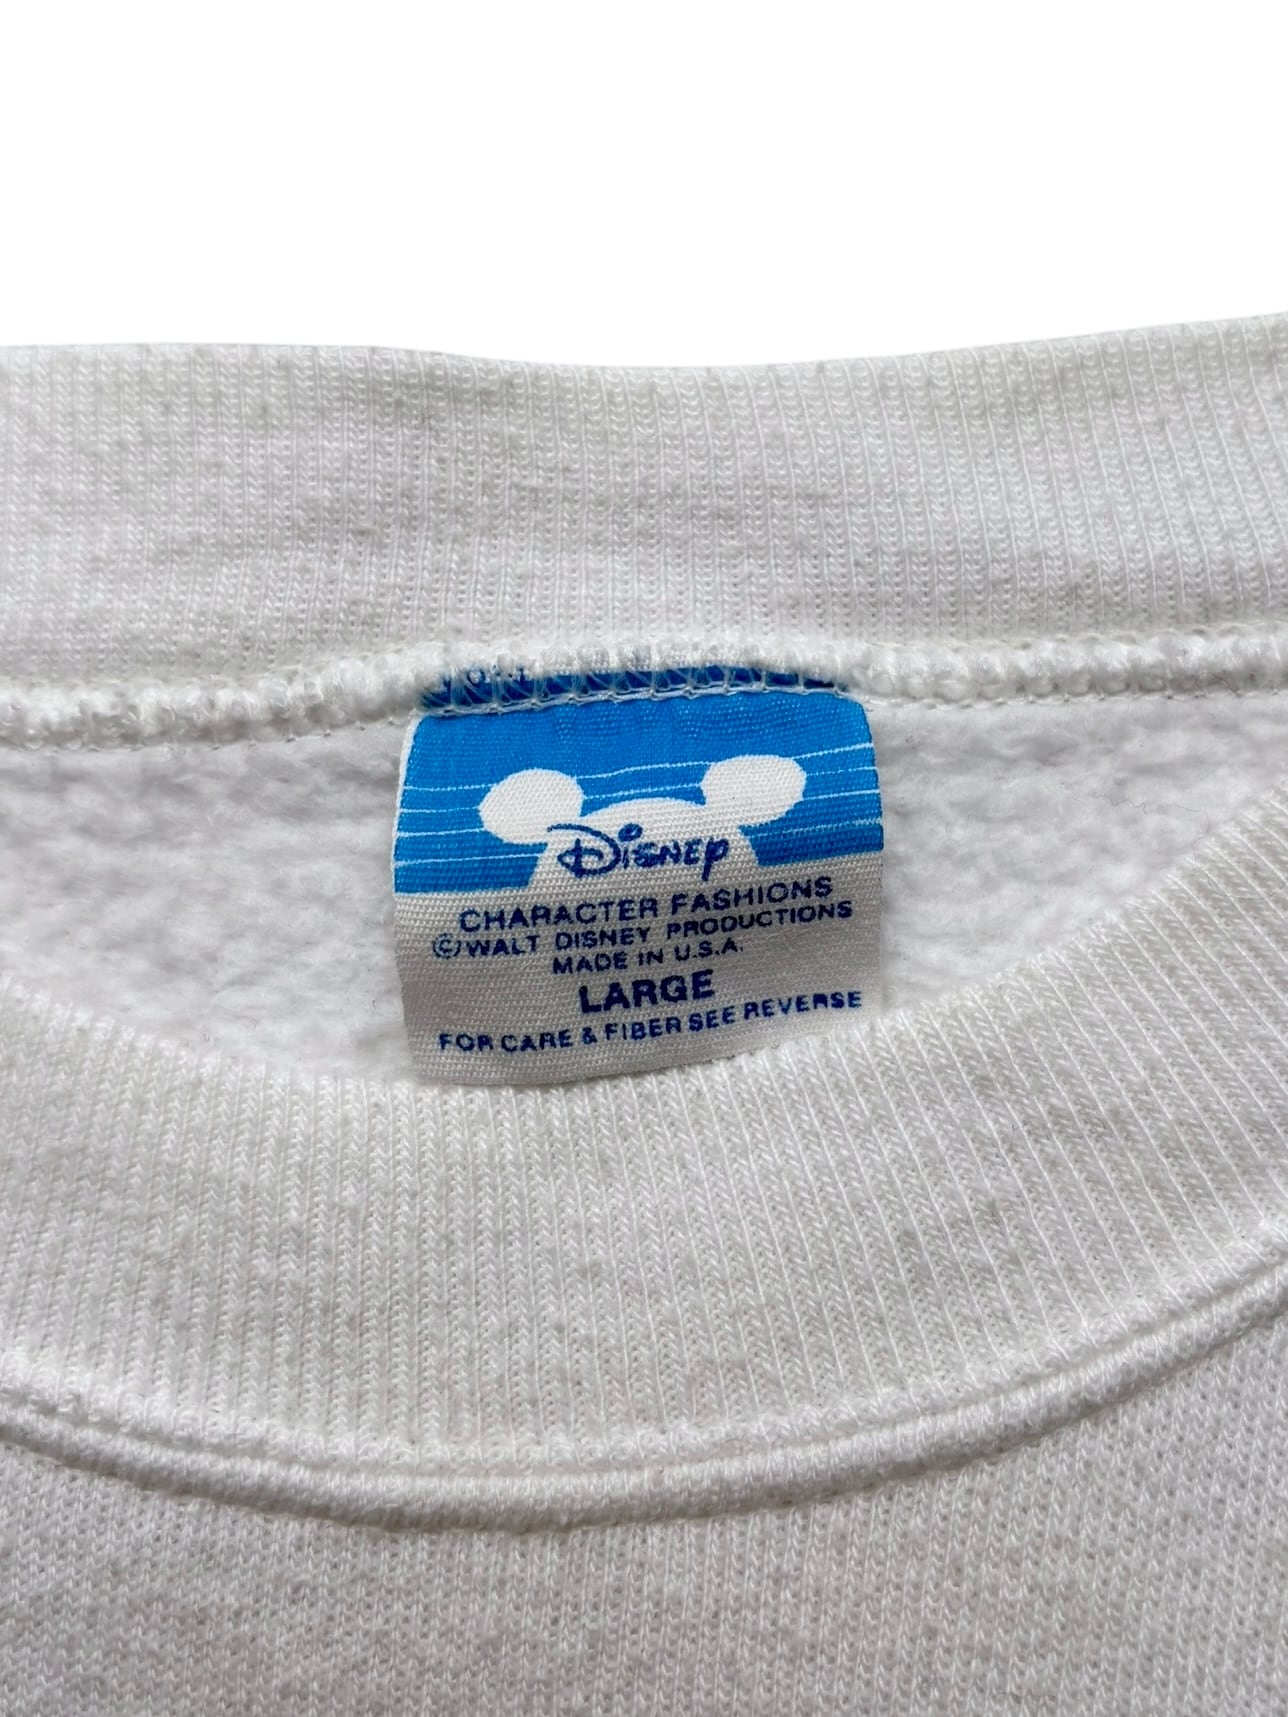 Disney
CHARACTER FASHIONS
©WALT DISNEY PRODUCTIONS
MADE IN U.S.A.
LARGE
FOR CARE & FIBER SEE REVERSE